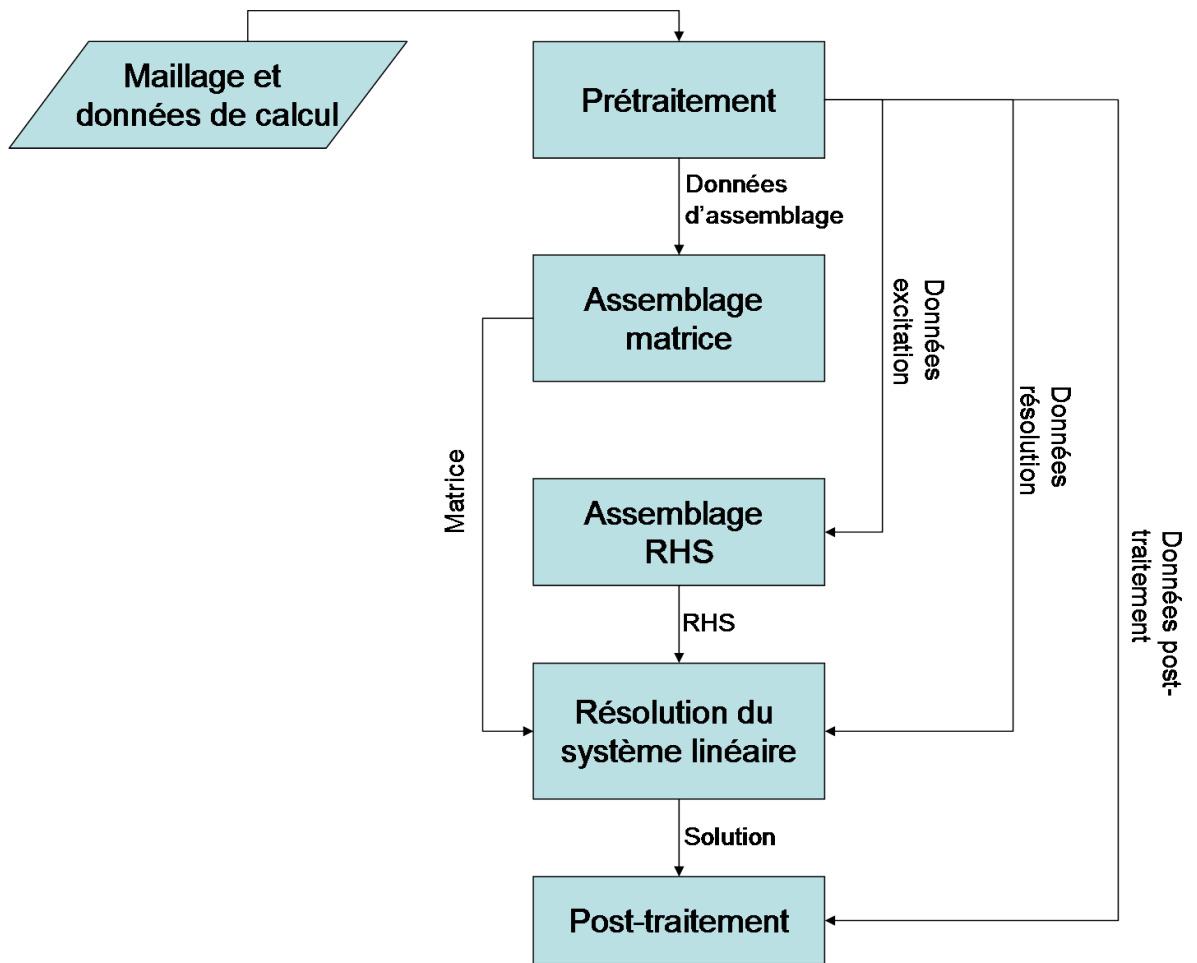 Maillage et
données de calcul
Prétraitement
Données
d'assemblage
Assemblage
matrice
Données
excitation
Données
résolution
Matrice
Assemblage
RHS
Données post-
traitement
RHS
Résolution du
système linéaire
Solution
Post-traitement